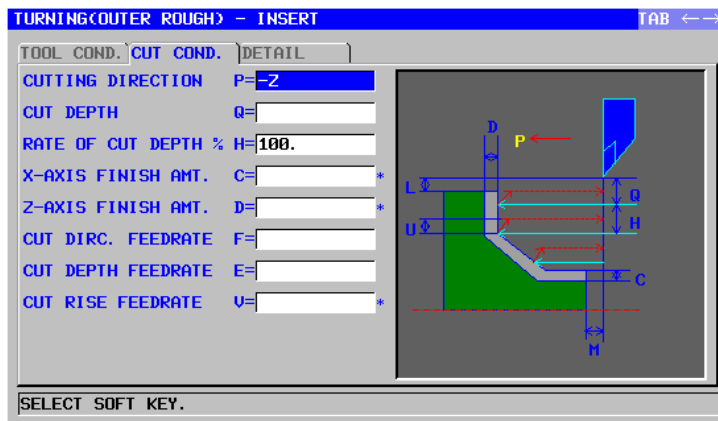 TURNING(OUTER ROUGH) - INSERT TAB ←→
TOOL COND. CUT COND. DETAIL
CUTTING DIRECTION P=-Z
CUT DEPTH Q=
RATE OF CUT DEPTH % H=100.
X-AXIS FINISH AMT. C= *
Z-AXIS FINISH AMT. D= *
CUT DIRC. FEEDRATE F=
CUT DEPTH FEEDRATE E=
CUT RISE FEEDRATE V= *
D
P
L
Q
U
H
C
M
SELECT SOFT KEY.